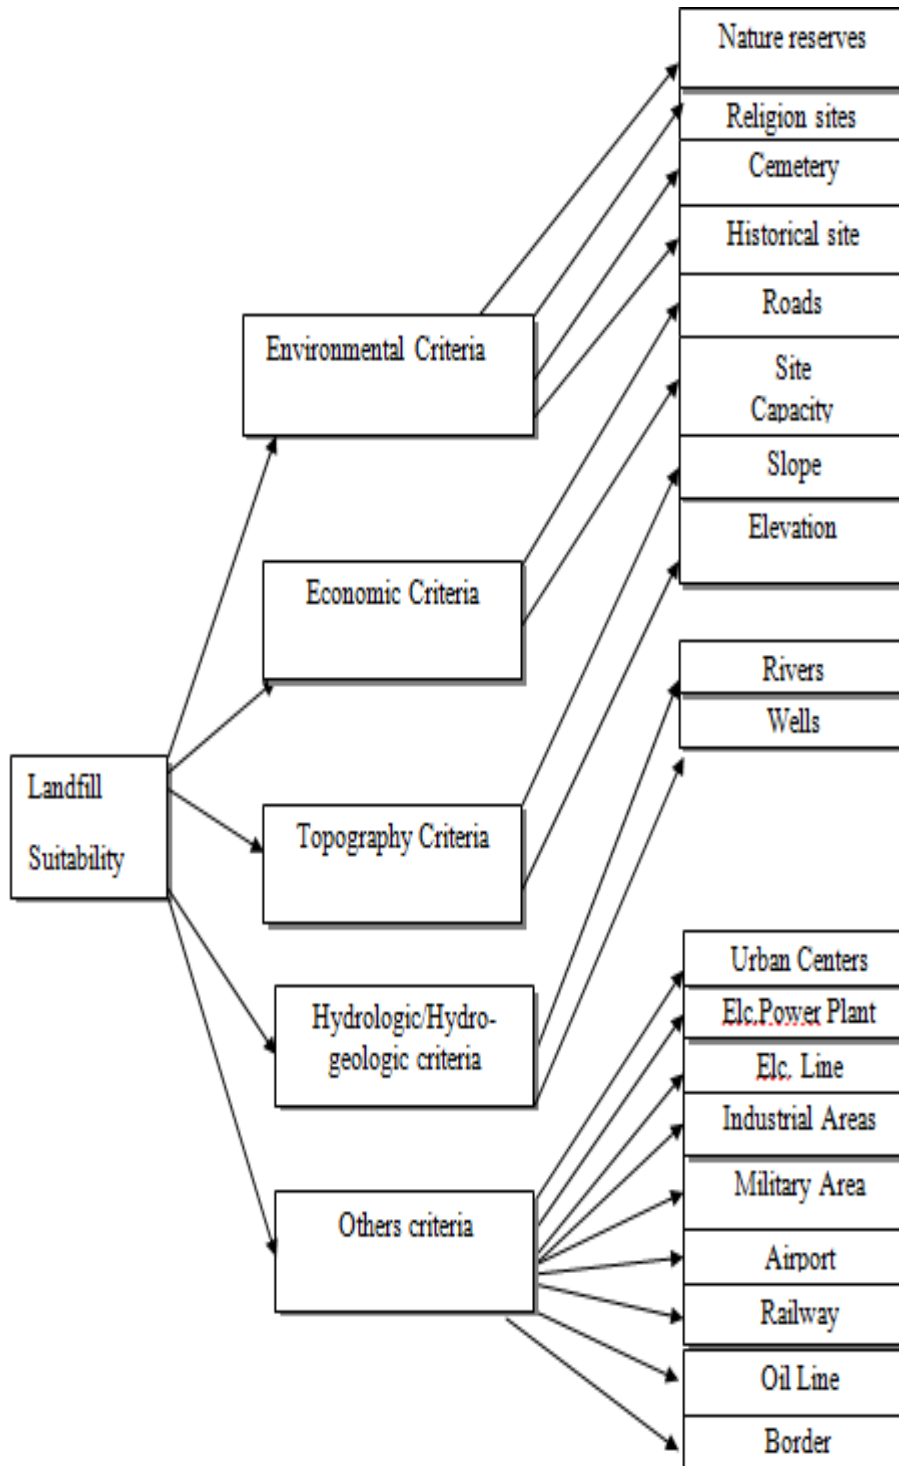 Landfill
Suitability
Environmental Criteria
Economic Criteria
Topography Criteria
Hydrologic/Hydro-
geologic criteria
Others criteria
Nature reserves
Religion sites
Cemetery
Historical site
Roads
Site
Capacity
Slope
Elevation
Rivers
Wells
Urban Centers
Elc.Power Plant
Elc. Line
Industrial Areas
Military Area
Airport
Railway
Oil Line
Border